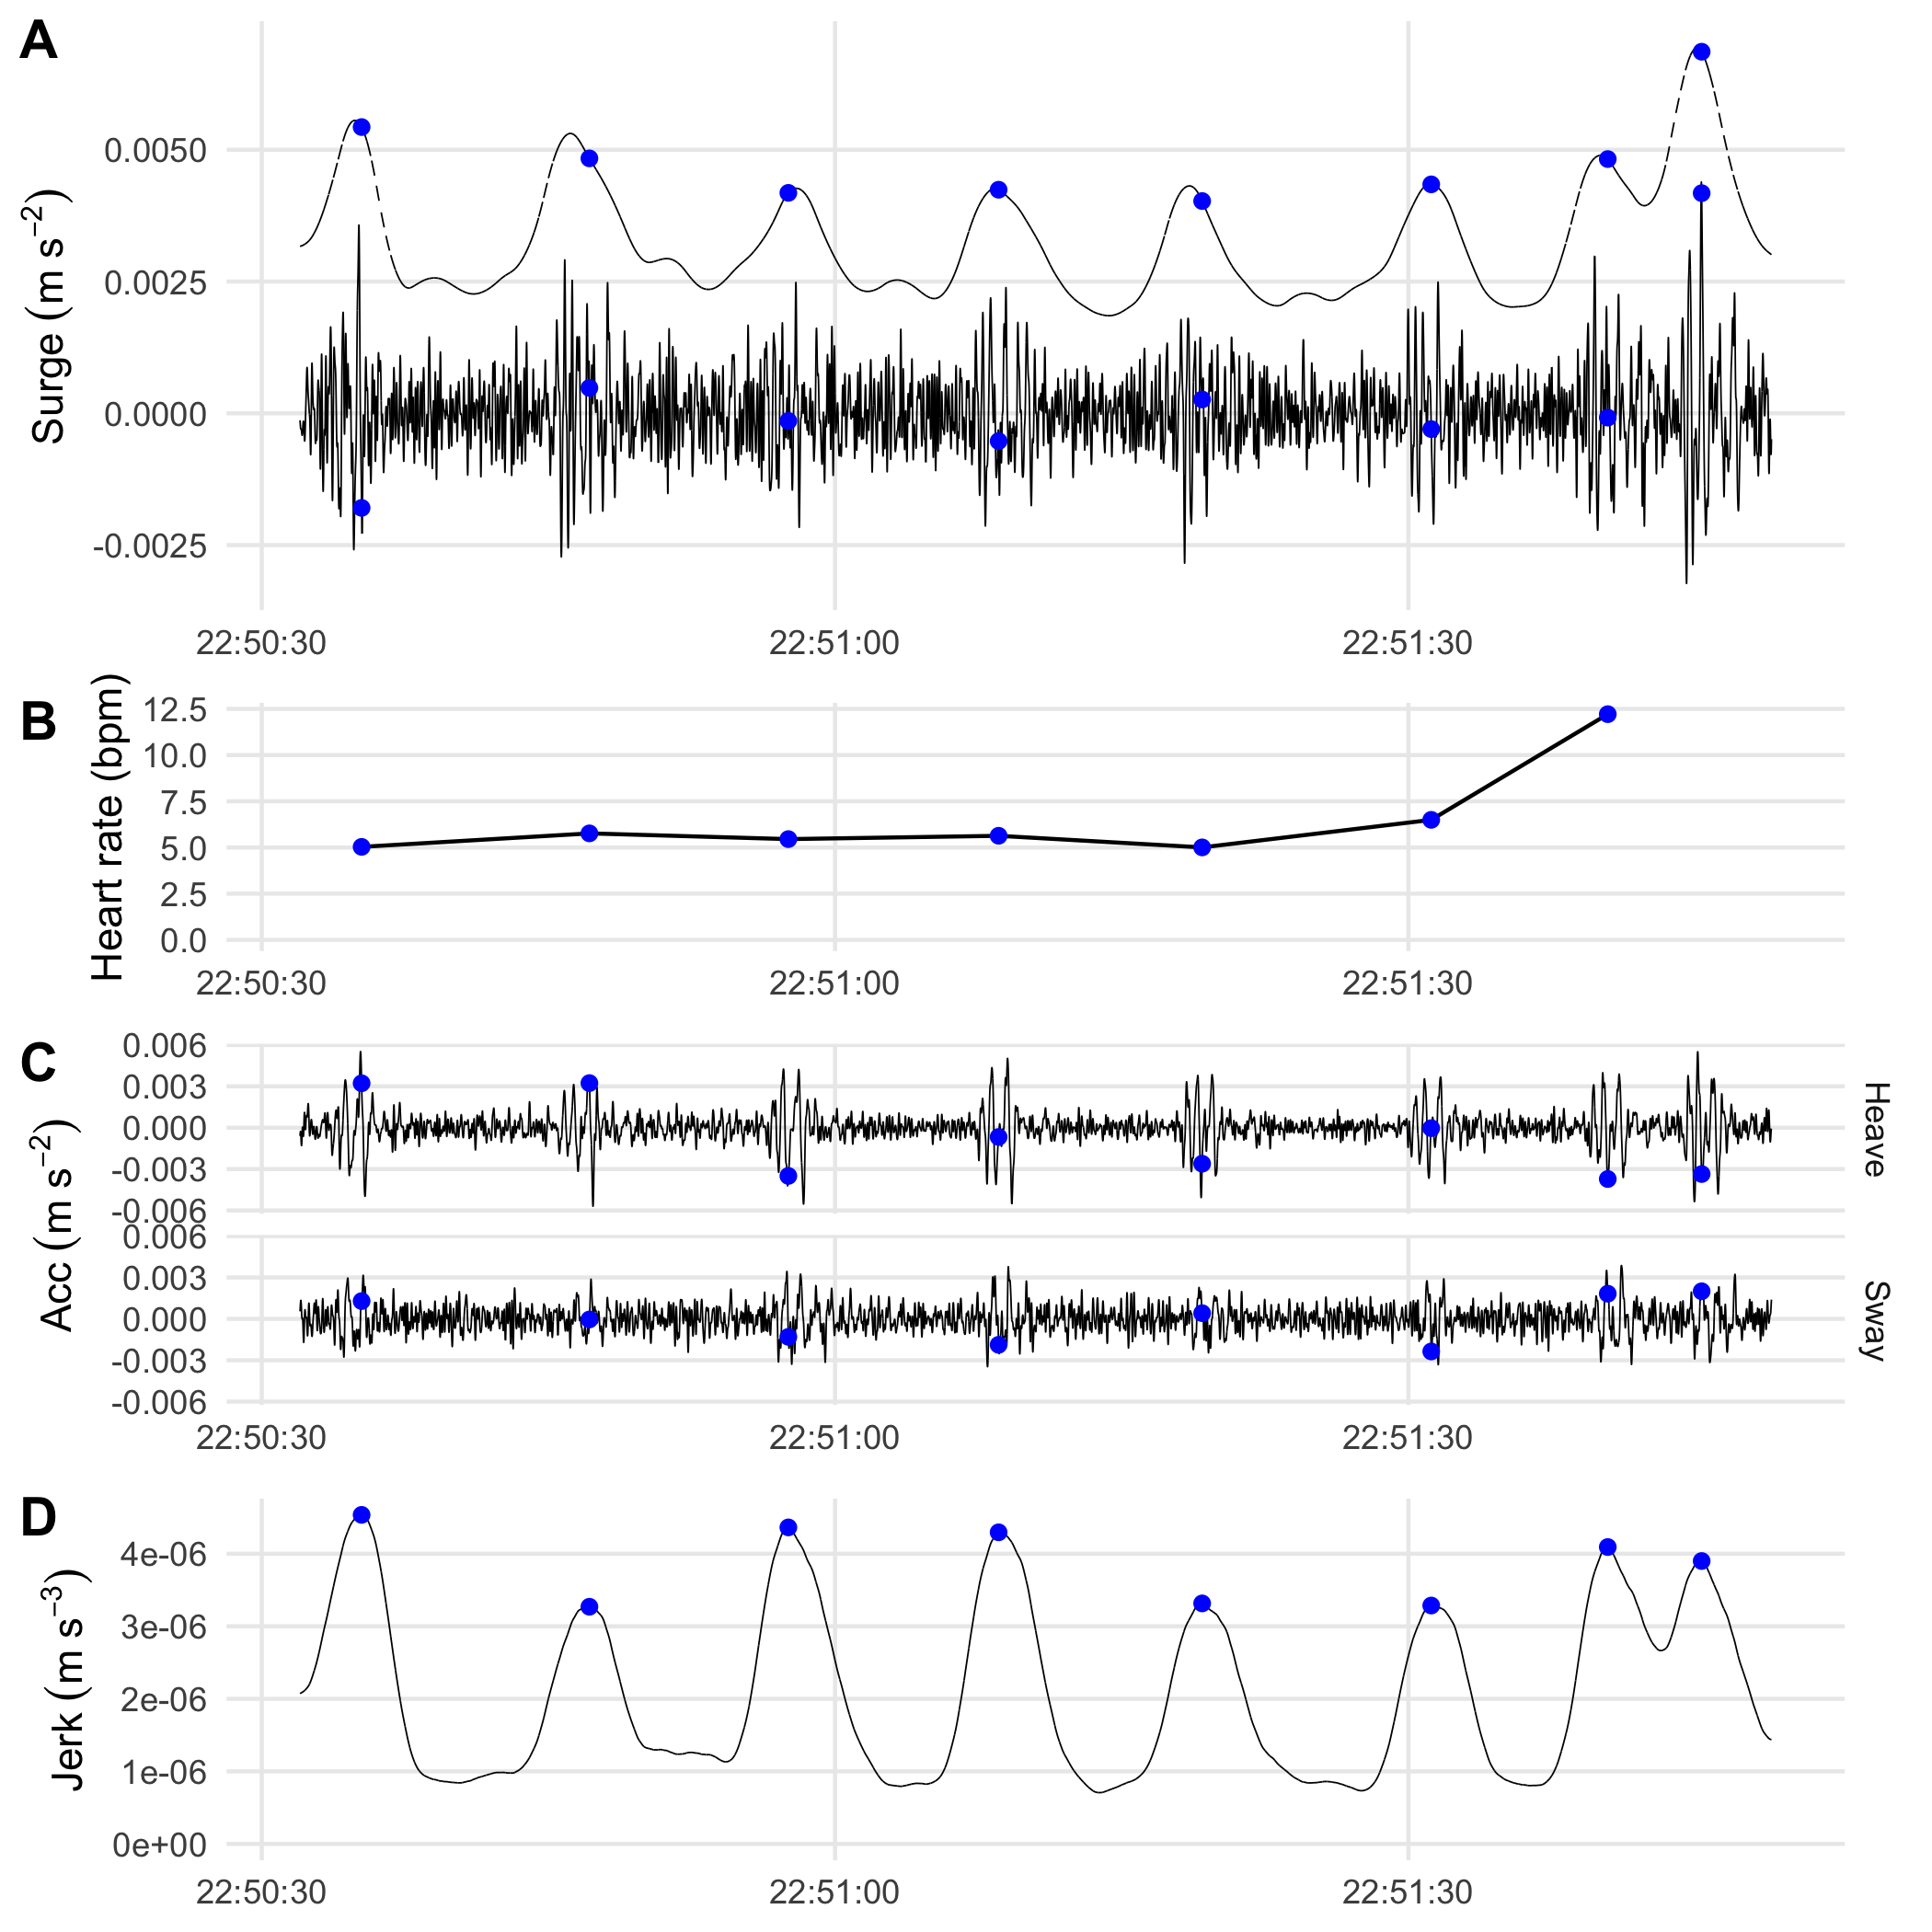 A
Surge (m s⁻²)
0.0050
0.0025
0.0000
-0.0025
22:50:30 22:51:00 22:51:30
B
Heart rate (bpm)
12.5
10.0
7.5
5.0
2.5
0.0
22:50:30 22:51:00 22:51:30
C
Acc (m s⁻²)
0.006
0.003
0.000
-0.003
-0.006
Heave
0.006
0.003
0.000
-0.003
-0.006
Sway
22:50:30 22:51:00 22:51:30
D
Jerk (m s⁻³)
4e-06
3e-06
2e-06
1e-06
0e+00
22:50:30 22:51:00 22:51:30